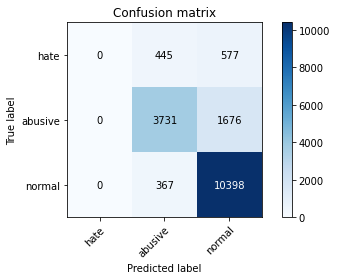 Confusion matrix
hate 0 445 577
abusive 0 3731 1676
normal 0 367 10398
hate abusive normal
True label
Predicted label
10000
8000
6000
4000
2000
0